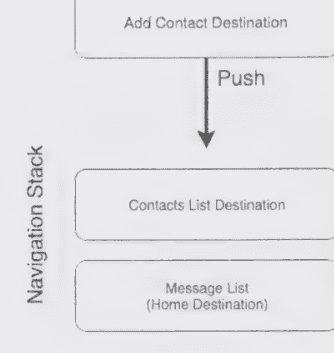 Add Contact Destination
Push
Navigation Stack
Contacts List Destination
Message List
(Home Destination)